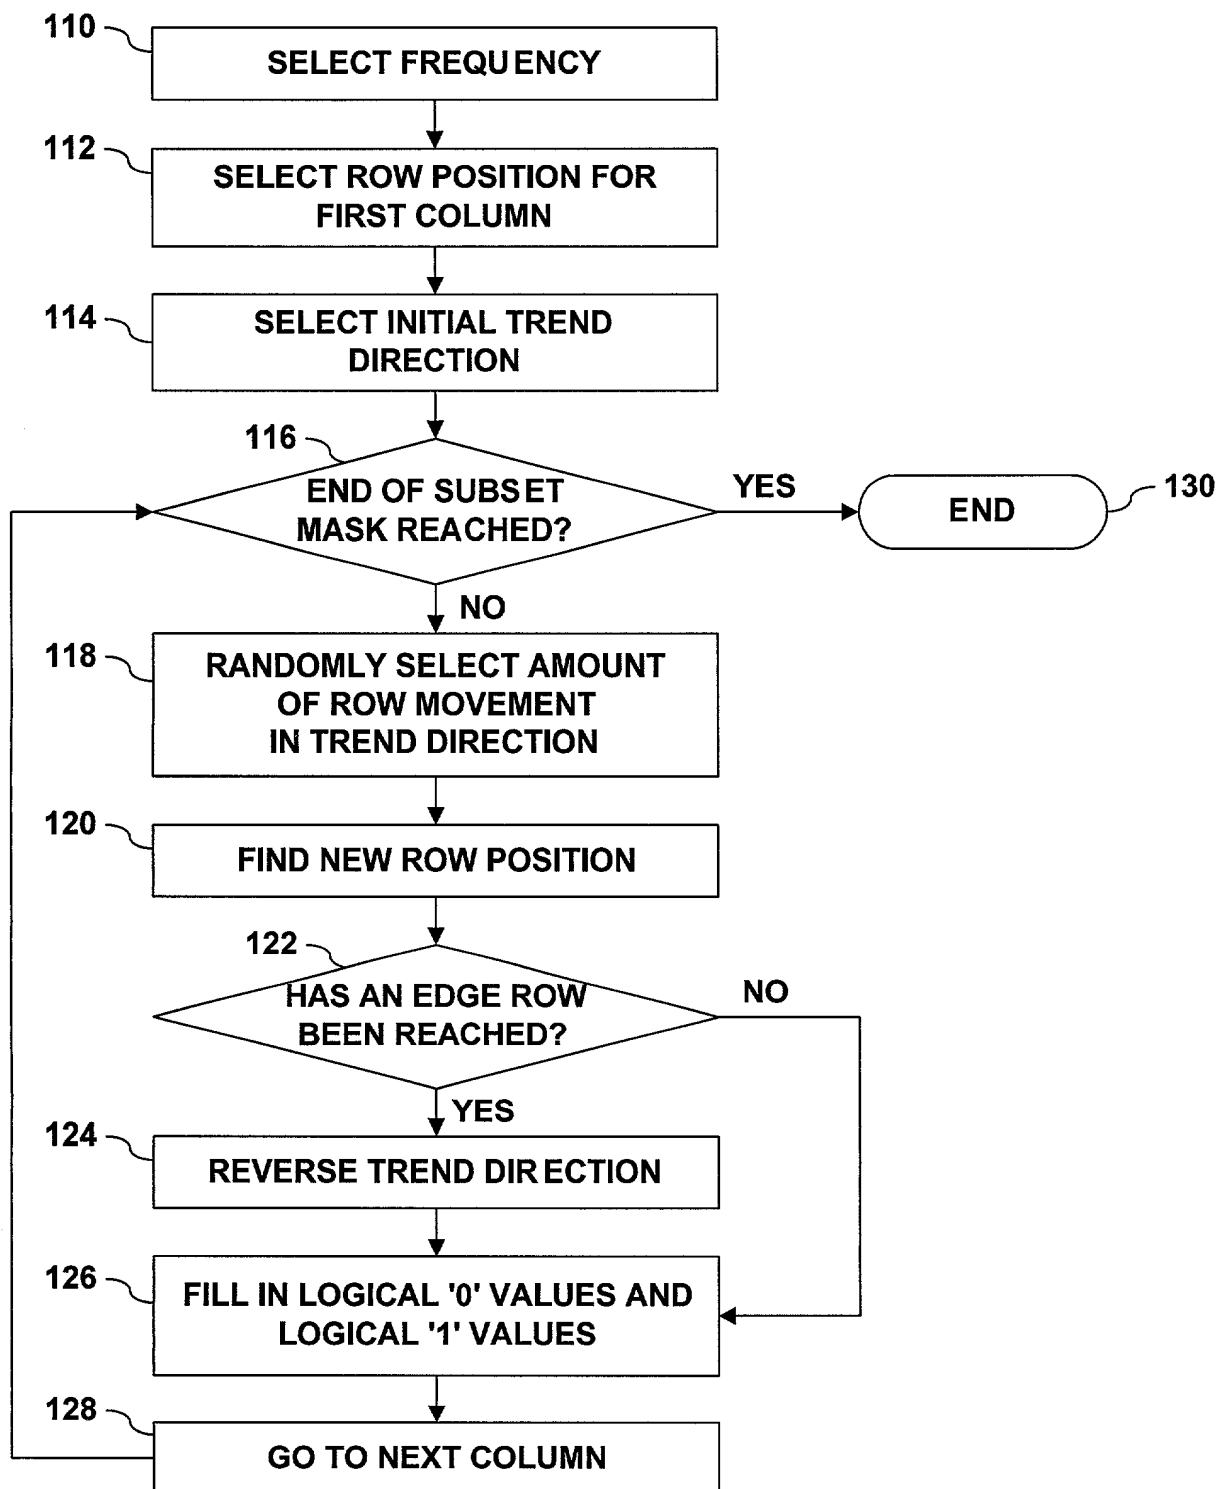 110
SELECT FREQUENCY
112
SELECT ROW POSITION FOR
FIRST COLUMN
114
SELECT INITIAL TREND
DIRECTION
116
END OF SUBSET
MASK REACHED?
YES
END
130
NO
118
RANDOMLY SELECT AMOUNT
OF ROW MOVEMENT
IN TREND DIRECTION
120
FIND NEW ROW POSITION
122
HAS AN EDGE ROW
BEEN REACHED?
NO
YES
124
REVERSE TREND DIRECTION
126
FILL IN LOGICAL '0' VALUES AND
LOGICAL '1' VALUES
128
GO TO NEXT COLUMN